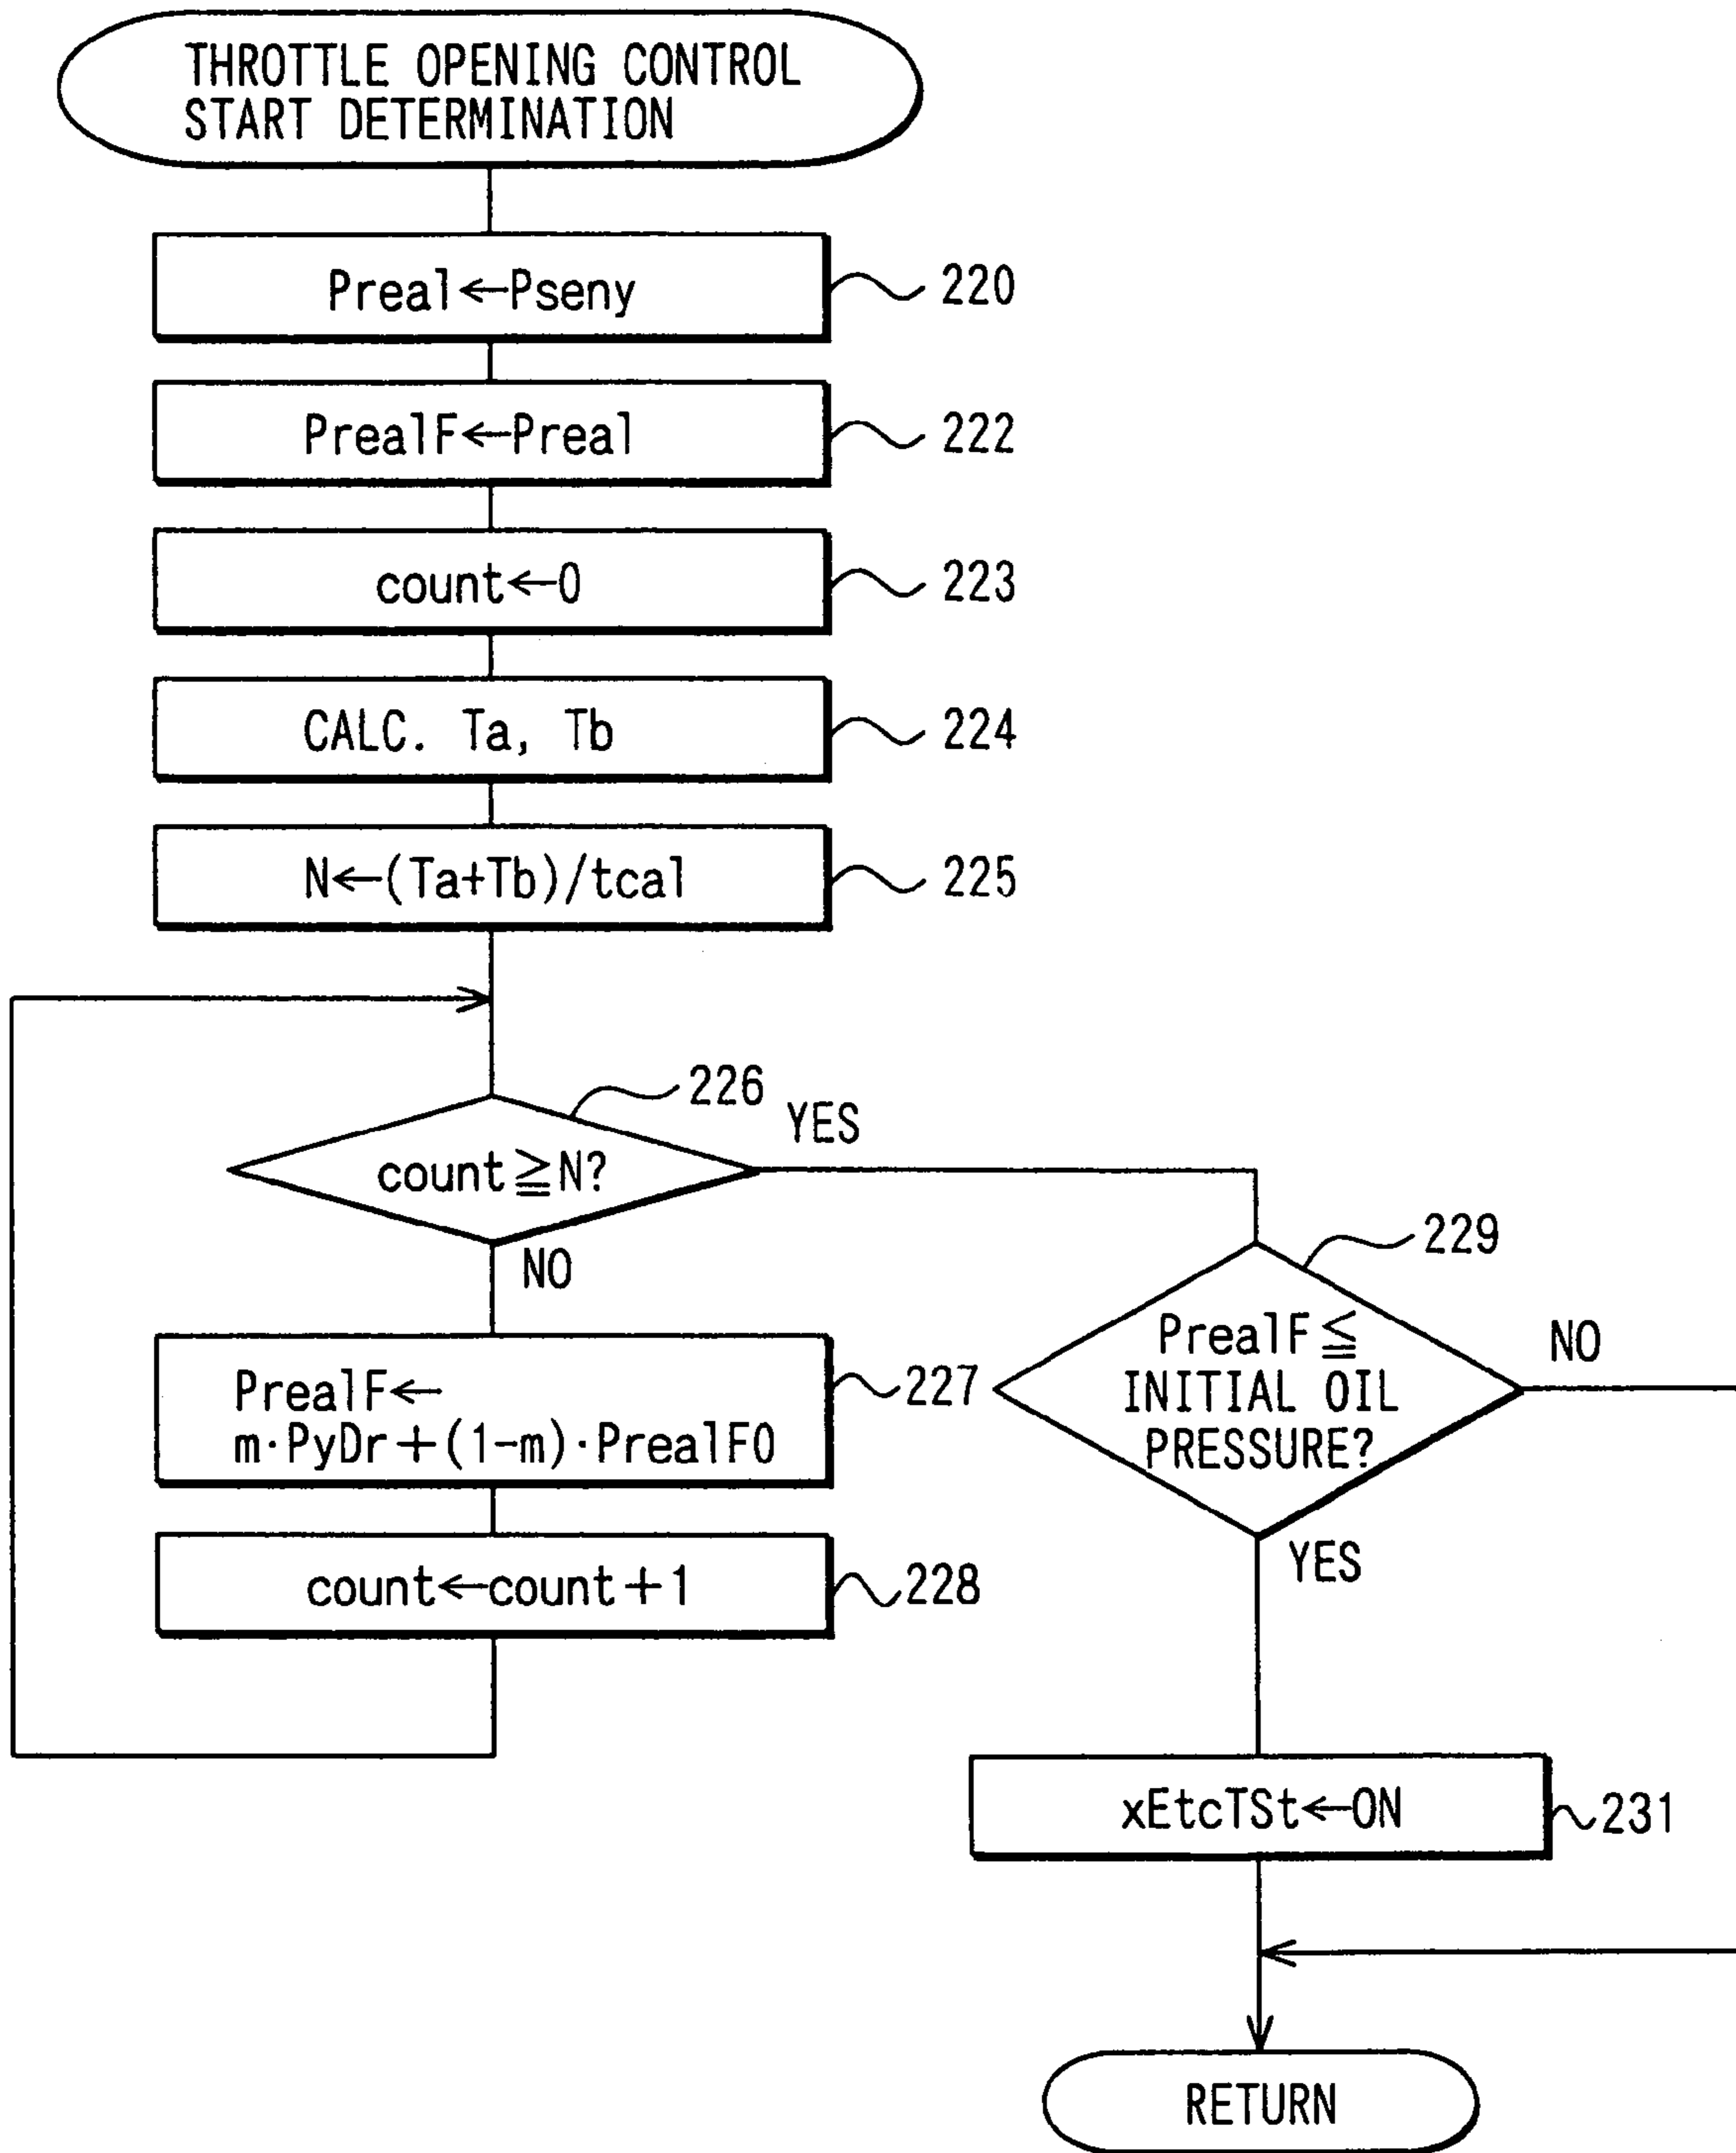 THROTTLE OPENING CONTROL
START DETERMINATION
Preal←Pseny
220
PrealF←Preal
222
count←0
223
CALC. Ta, Tb
224
N←(Ta+Tb)/tcal
225
226
count≧N?
YES
NO
PrealF←
m·PyDr+(1-m)·PrealF0
227
count←count+1
228
229
PrealF≦
INITIAL OIL
PRESSURE?
NO
YES
xEtcTSt←ON
231
RETURN